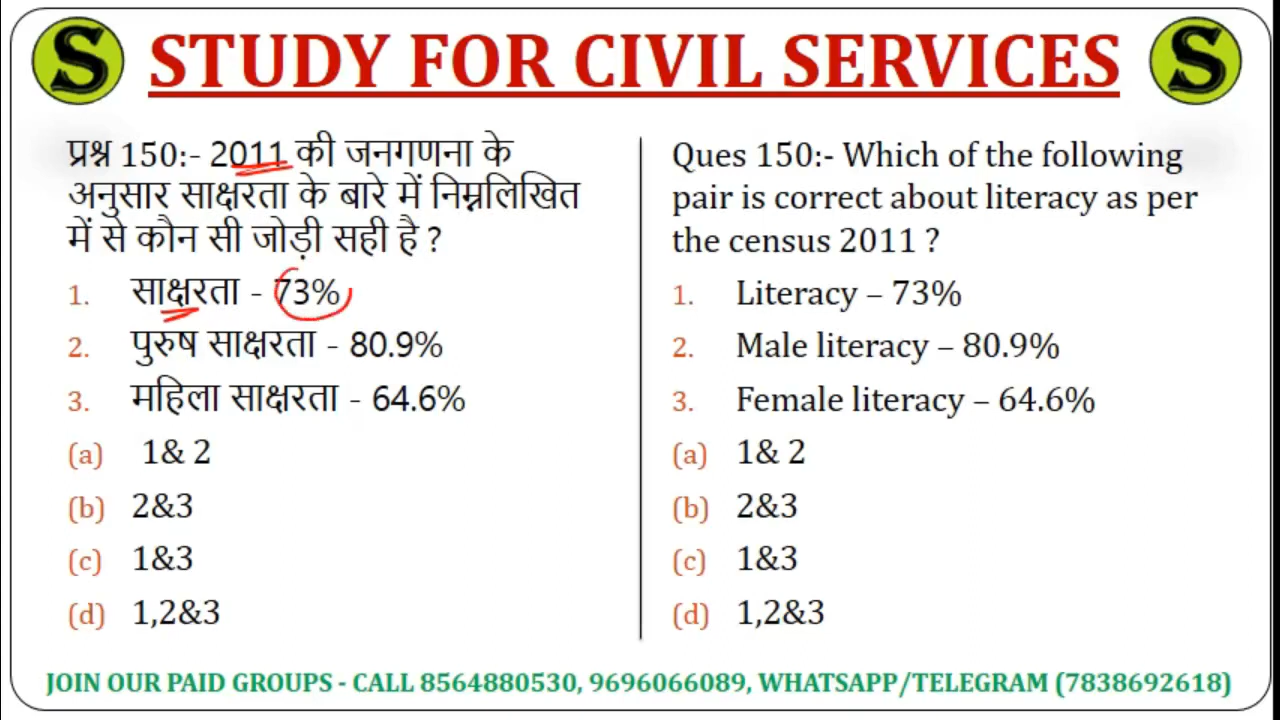 S STUDY FOR CIVIL SERVICES S
प्रश्न 150:- 2011 की जनगणना के
अनुसार साक्षरता के बारे में निम्नलिखित
में से कौन सी जोड़ी सही है ?
1. साक्षरता - 73%
2. पुरुष साक्षरता - 80.9%
3. महिला साक्षरता - 64.6%
(a) 1& 2
(b) 2&3
(c) 1&3
(d) 1,2&3
Ques 150:- Which of the following
pair is correct about literacy as per
the census 2011 ?
1. Literacy – 73%
2. Male literacy – 80.9%
3. Female literacy – 64.6%
(a) 1& 2
(b) 2&3
(c) 1&3
(d) 1,2&3
JOIN OUR PAID GROUPS - CALL 8564880530, 9696066089, WHATSAPP/TELEGRAM (7838692618)